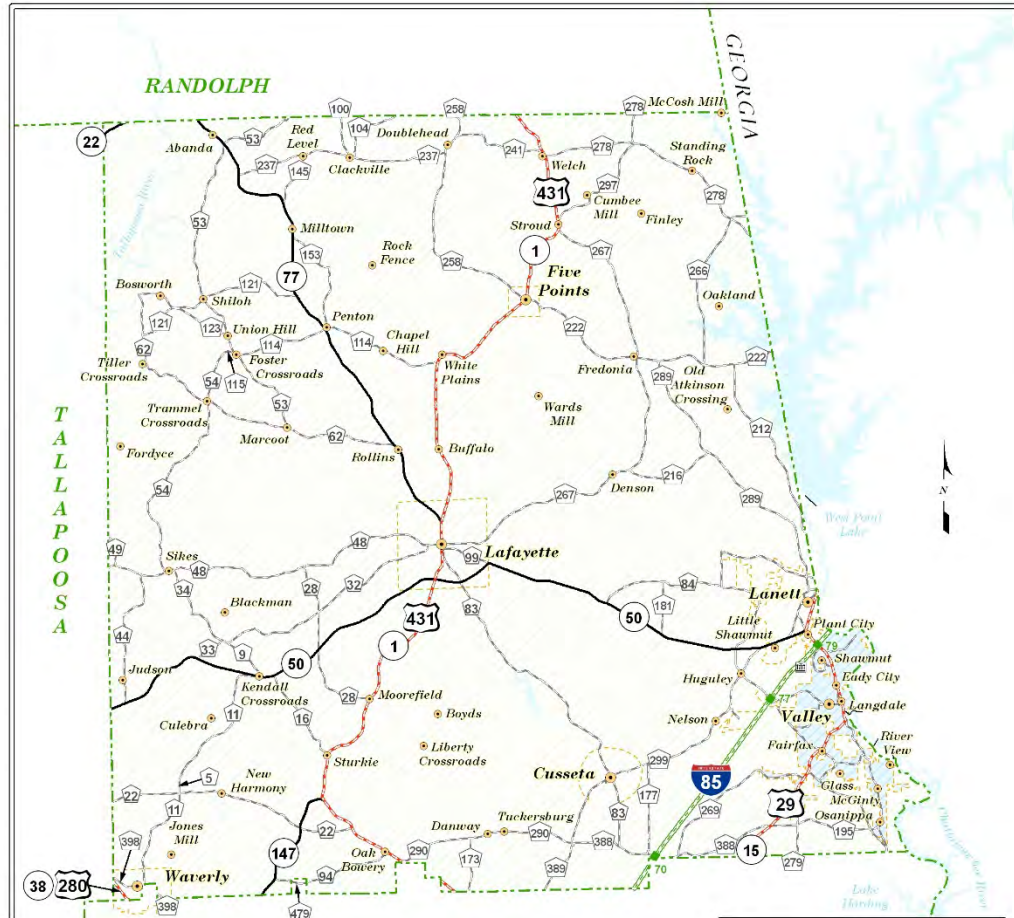 RANDOLPH
GEORGIA
McCosh Mill
100
258
278
22
53
Abanda
Red
Level
104
Doublehead
237
145
Clackville
237
241
Welch
278
Standing
Rock
431
297
Cumbee
Mill
278
53
Milltown
Stroud
Finley
Tallapoosa River
153
Rock
Fence
258
1
267
77
Five
Points
266
Bosworth
Shiloh
121
Oakland
121
123
Union Hill
Penton
222
62
114
114
Chapel
Hill
Tiller
Crossroads
Foster
Crossroads
White
Plains
Fredonia
289
Old
Atkinson
Crossing
222
54
115
Wards
Mill
Trammel
Crossroads
53
212
Marcoot
62
Fordyce
Rollins
Buffalo
TALLAPOOSA
54
267
Denson
216
289
N
West Point
Lake
49
Sikes
48
48
Lafayette
99
34
28
32
84
Blackman
83
181
Lanett
431
50
44
33
Little
Shawmut
Plant City
1
79
9
50
Shawmut
Judson
Kendall
Crossroads
28
Moorefield
Huguley
Eady City
77
11
16
Boyds
Valley
Langdale
Culebra
Nelson
Liberty
Crossroads
River
View
Sturkie
Fairfax
299
Cusseta
85
5
New
Harmony
177
Glass
22
29
McGinty
11
269
Osanippa
Jones
Mill
22
Danway
Tuckersburg
83
195
398
290
388
388
147
Oak
Bowery
290
15
173
389
70
279
38
280
Waverly
94
398
479
Lake
Harding
Chattahoochee River